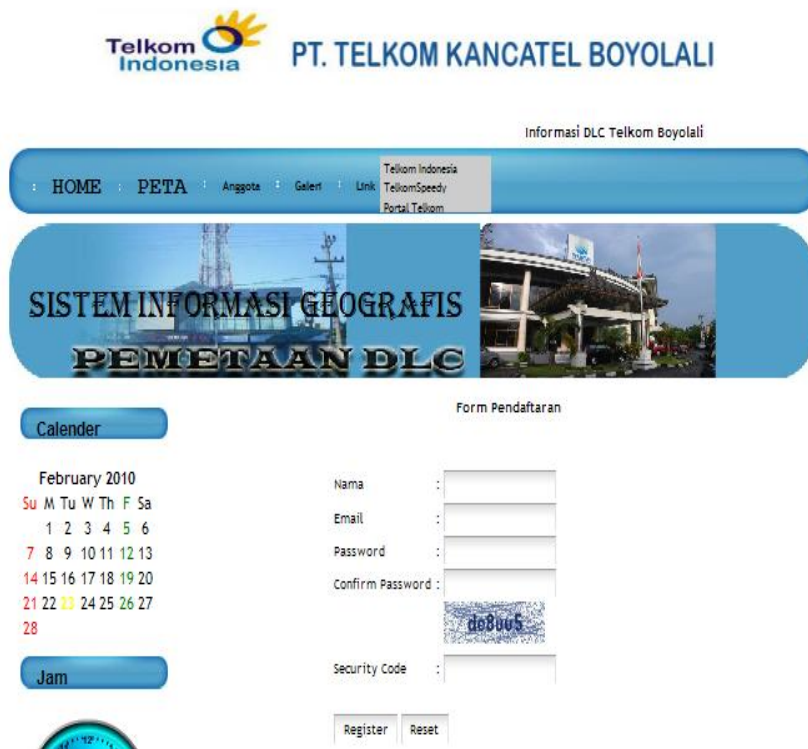 Telkom
Indonesia
PT. TELKOM KANCATEL BOYOLALI
Informasi DLC Telkom Boyolali
: HOME : PETA : Anggota : Galeri : Link
Telkom Indonesia
TelkomSpeedy
Portal Telkom
SISTEM INFORMASI GEOGRAFIS
PEMETAAN DLC
Calender
February 2010
Su M Tu W Th F Sa
1 2 3 4 5 6
7 8 9 10 11 12 13
14 15 16 17 18 19 20
21 22 23 24 25 26 27
28
Jam
12
Form Pendaftaran
Nama :
Email :
Password :
Confirm Password :
de8uu5
Security Code :
Register Reset